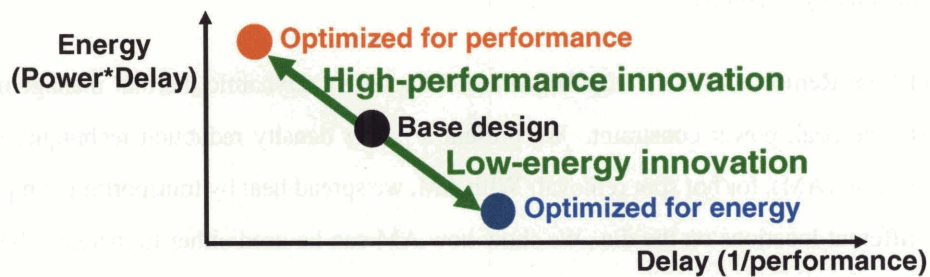 Energy
(Power*Delay)
Optimized for performance
High-performance innovation
Base design
Low-energy innovation
Optimized for energy
Delay (1/performance)